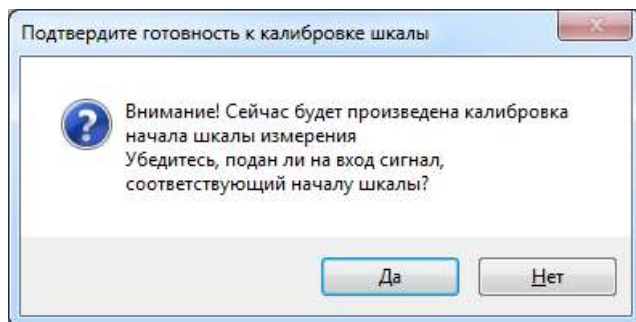 Подтвердите готовность к калибровке шкалы
Внимание! Сейчас будет произведена калибровка
начала шкалы измерения
Убедитесь, подан ли на вход сигнал,
соответствующий началу шкалы?
Да
Нет